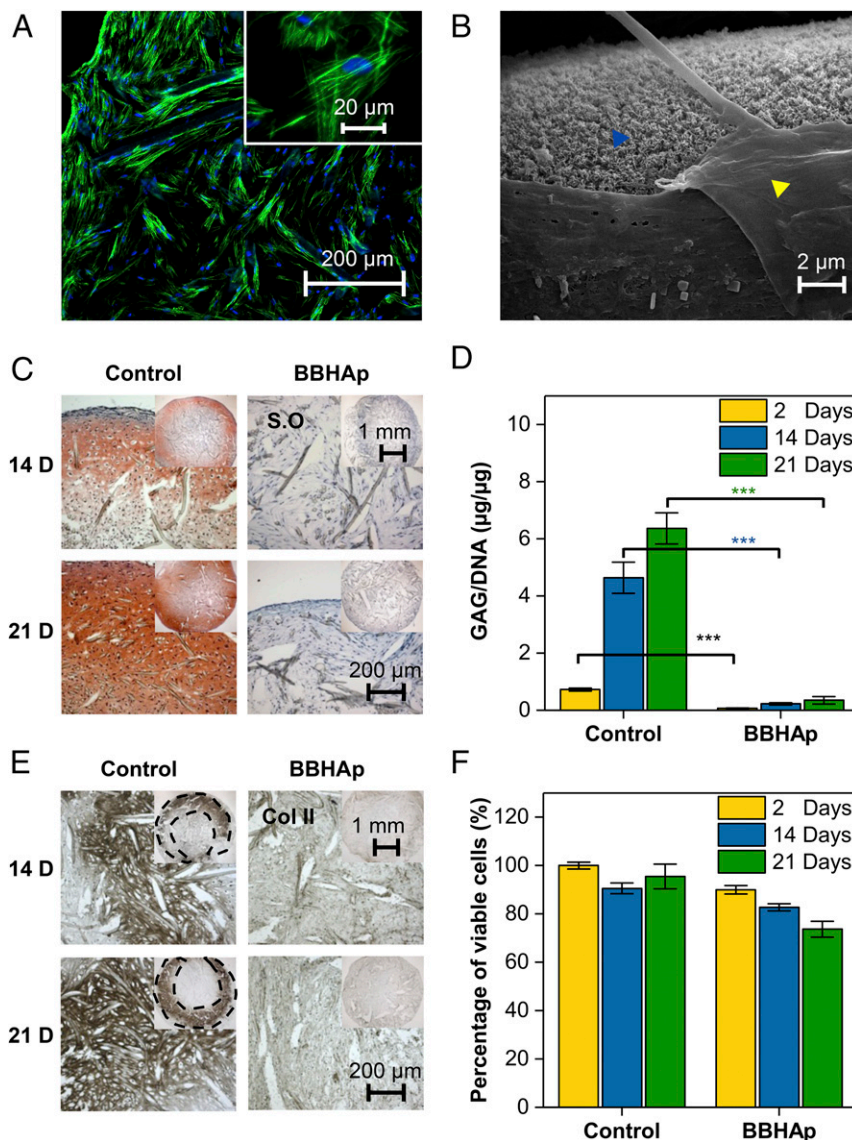 A
20 µm
200 µm
B
2 µm
C
Control
BBHAp
14 D
S.O
1 mm
21 D
200 µm
D
GAG/DNA (µg/µg)
10
8
6
4
2
0
2 Days
14 Days
21 Days
***
***
***
Control
BBHAp
E
Control
BBHAp
14 D
Col II
1 mm
21 D
200 µm
F
Percentage of viable cells (%)
120
100
80
60
40
20
0
2 Days
14 Days
21 Days
Control
BBHAp